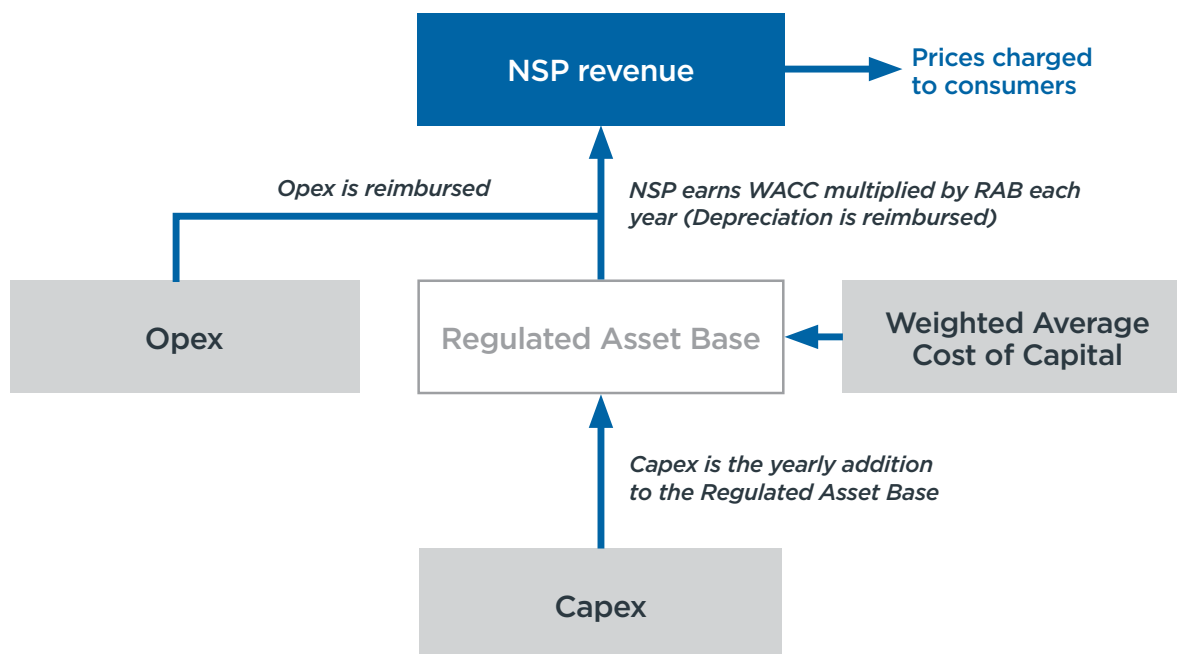 NSP revenue
Prices charged
to consumers
Opex is reimbursed
NSP earns WACC multiplied by RAB each
year (Depreciation is reimbursed)
Opex
Regulated Asset Base
Weighted Average
Cost of Capital
Capex is the yearly addition
to the Regulated Asset Base
Capex